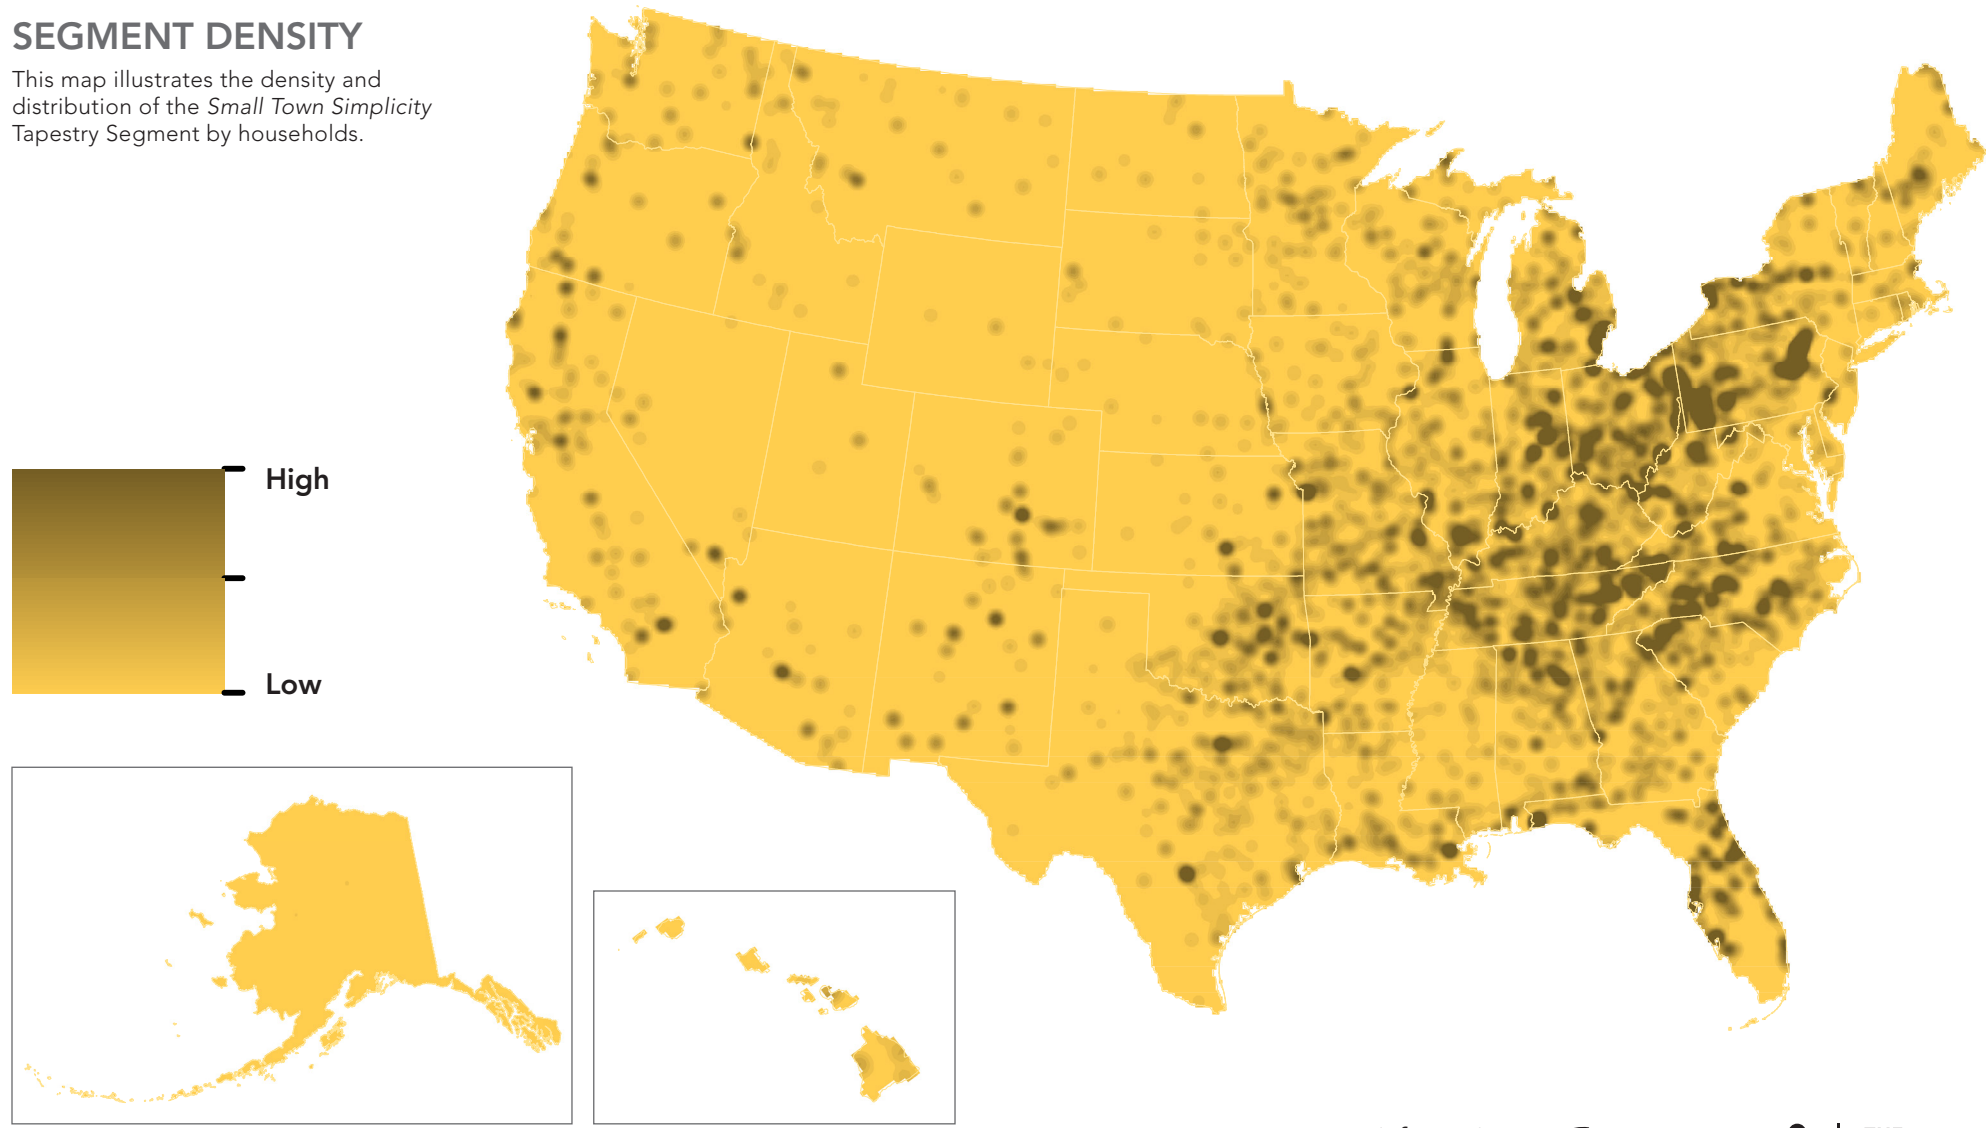 SEGMENT DENSITY
This map illustrates the density and
distribution of the Small Town Simplicity
Tapestry Segment by households.
High
Low